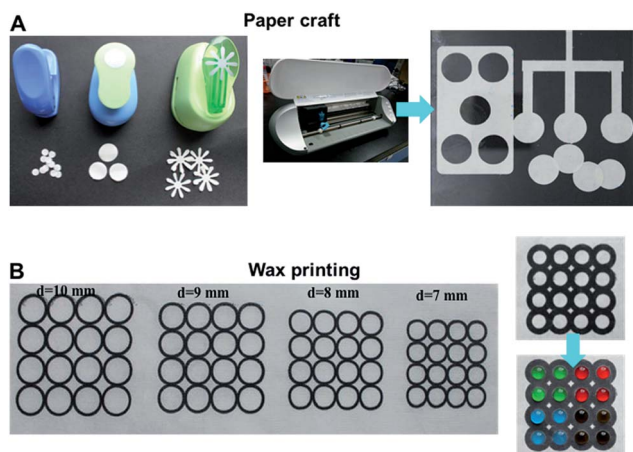 A
Paper craft
B
Wax printing
d=10 mm
d=9 mm
d=8 mm
d=7 mm